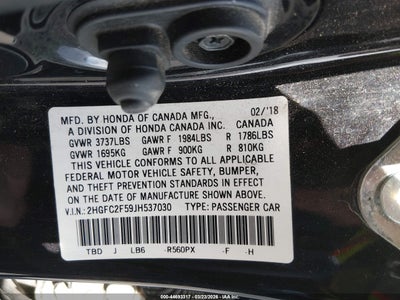 MFD. BY HONDA OF CANADA MFG., 02/'18
A DIVISION OF HONDA CANADA INC. CANADA
GVWR 3737LBS GAWR F 1984LBS R 1786LBS
GVWR 1695KG GAWR F 900KG R 810KG
THIS VEHICLE CONFORMS TO ALL APPLICABLE
FEDERAL MOTOR VEHICLE SAFETY, BUMPER,
AND THEFT PREVENTION STANDARDS IN EFFECT ON
THE DATE OF MANUFACTURE SHOWN ABOVE.
V.I.N.: 2HGFC2F59JH537030 TYPE: PASSENGER CAR
TBD J LB6 -R560PX -F -H
000-44693317 - 03/23/2026 - IAA